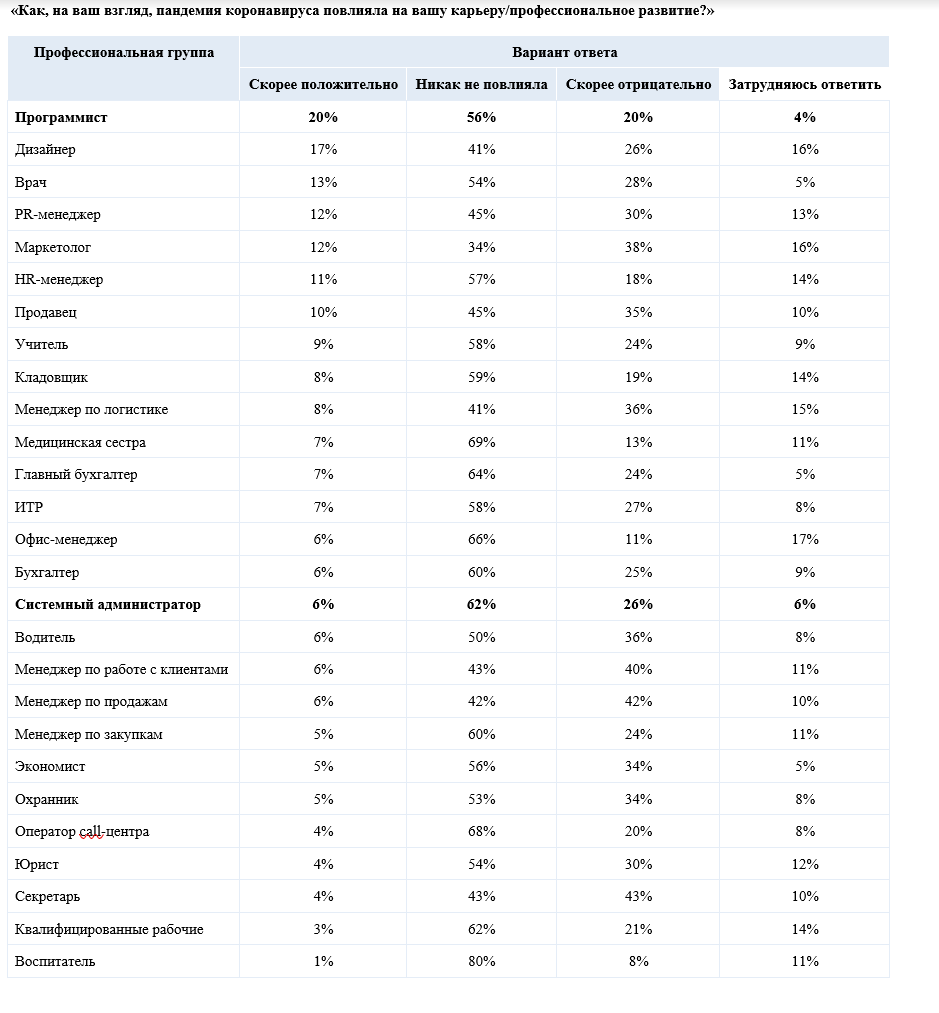 «Как, на ваш взгляд, пандемия коронавируса повлияла на вашу карьеру/профессиональное развитие?»
Профессиональная группа Вариант ответа
Скорее положительно Никак не повлияла Скорее отрицательно Затрудняюсь ответить
Программист 20% 56% 20% 4%
Дизайнер 17% 41% 26% 16%
Врач 13% 54% 28% 5%
PR-менеджер 12% 45% 30% 13%
Маркетолог 12% 34% 38% 16%
HR-менеджер 11% 57% 18% 14%
Продавец 10% 45% 35% 10%
Учитель 9% 58% 24% 9%
Кладовщик 8% 59% 19% 14%
Менеджер по логистике 8% 41% 36% 15%
Медицинская сестра 7% 69% 13% 11%
Главный бухгалтер 7% 64% 24% 5%
ИТР 7% 58% 27% 8%
Офис-менеджер 6% 66% 11% 17%
Бухгалтер 6% 60% 25% 9%
Системный администратор 6% 62% 26% 6%
Водитель 6% 50% 36% 8%
Менеджер по работе с клиентами 6% 43% 40% 11%
Менеджер по продажам 6% 42% 42% 10%
Менеджер по закупкам 5% 60% 24% 11%
Экономист 5% 56% 34% 5%
Охранник 5% 53% 34% 8%
Оператор call-центра 4% 68% 20% 8%
Юрист 4% 54% 30% 12%
Секретарь 4% 43% 43% 10%
Квалифицированные рабочие 3% 62% 21% 14%
Воспитатель 1% 80% 8% 11%